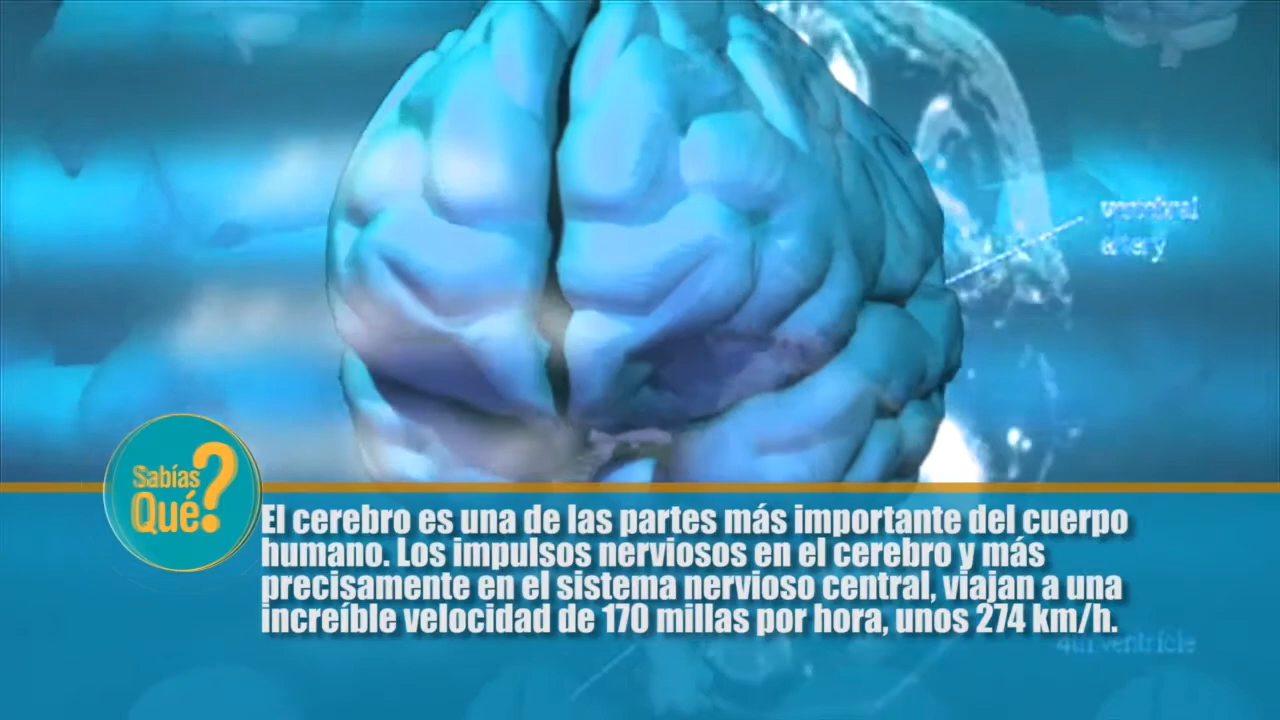 vertebral
artery
Sabías
Qué?
El cerebro es una de las partes más importante del cuerpo
humano. Los impulsos nerviosos en el cerebro y más
precisamente en el sistema nervioso central, viajan a una
increíble velocidad de 170 millas por hora, unos 274 km/h.
4th ventricle